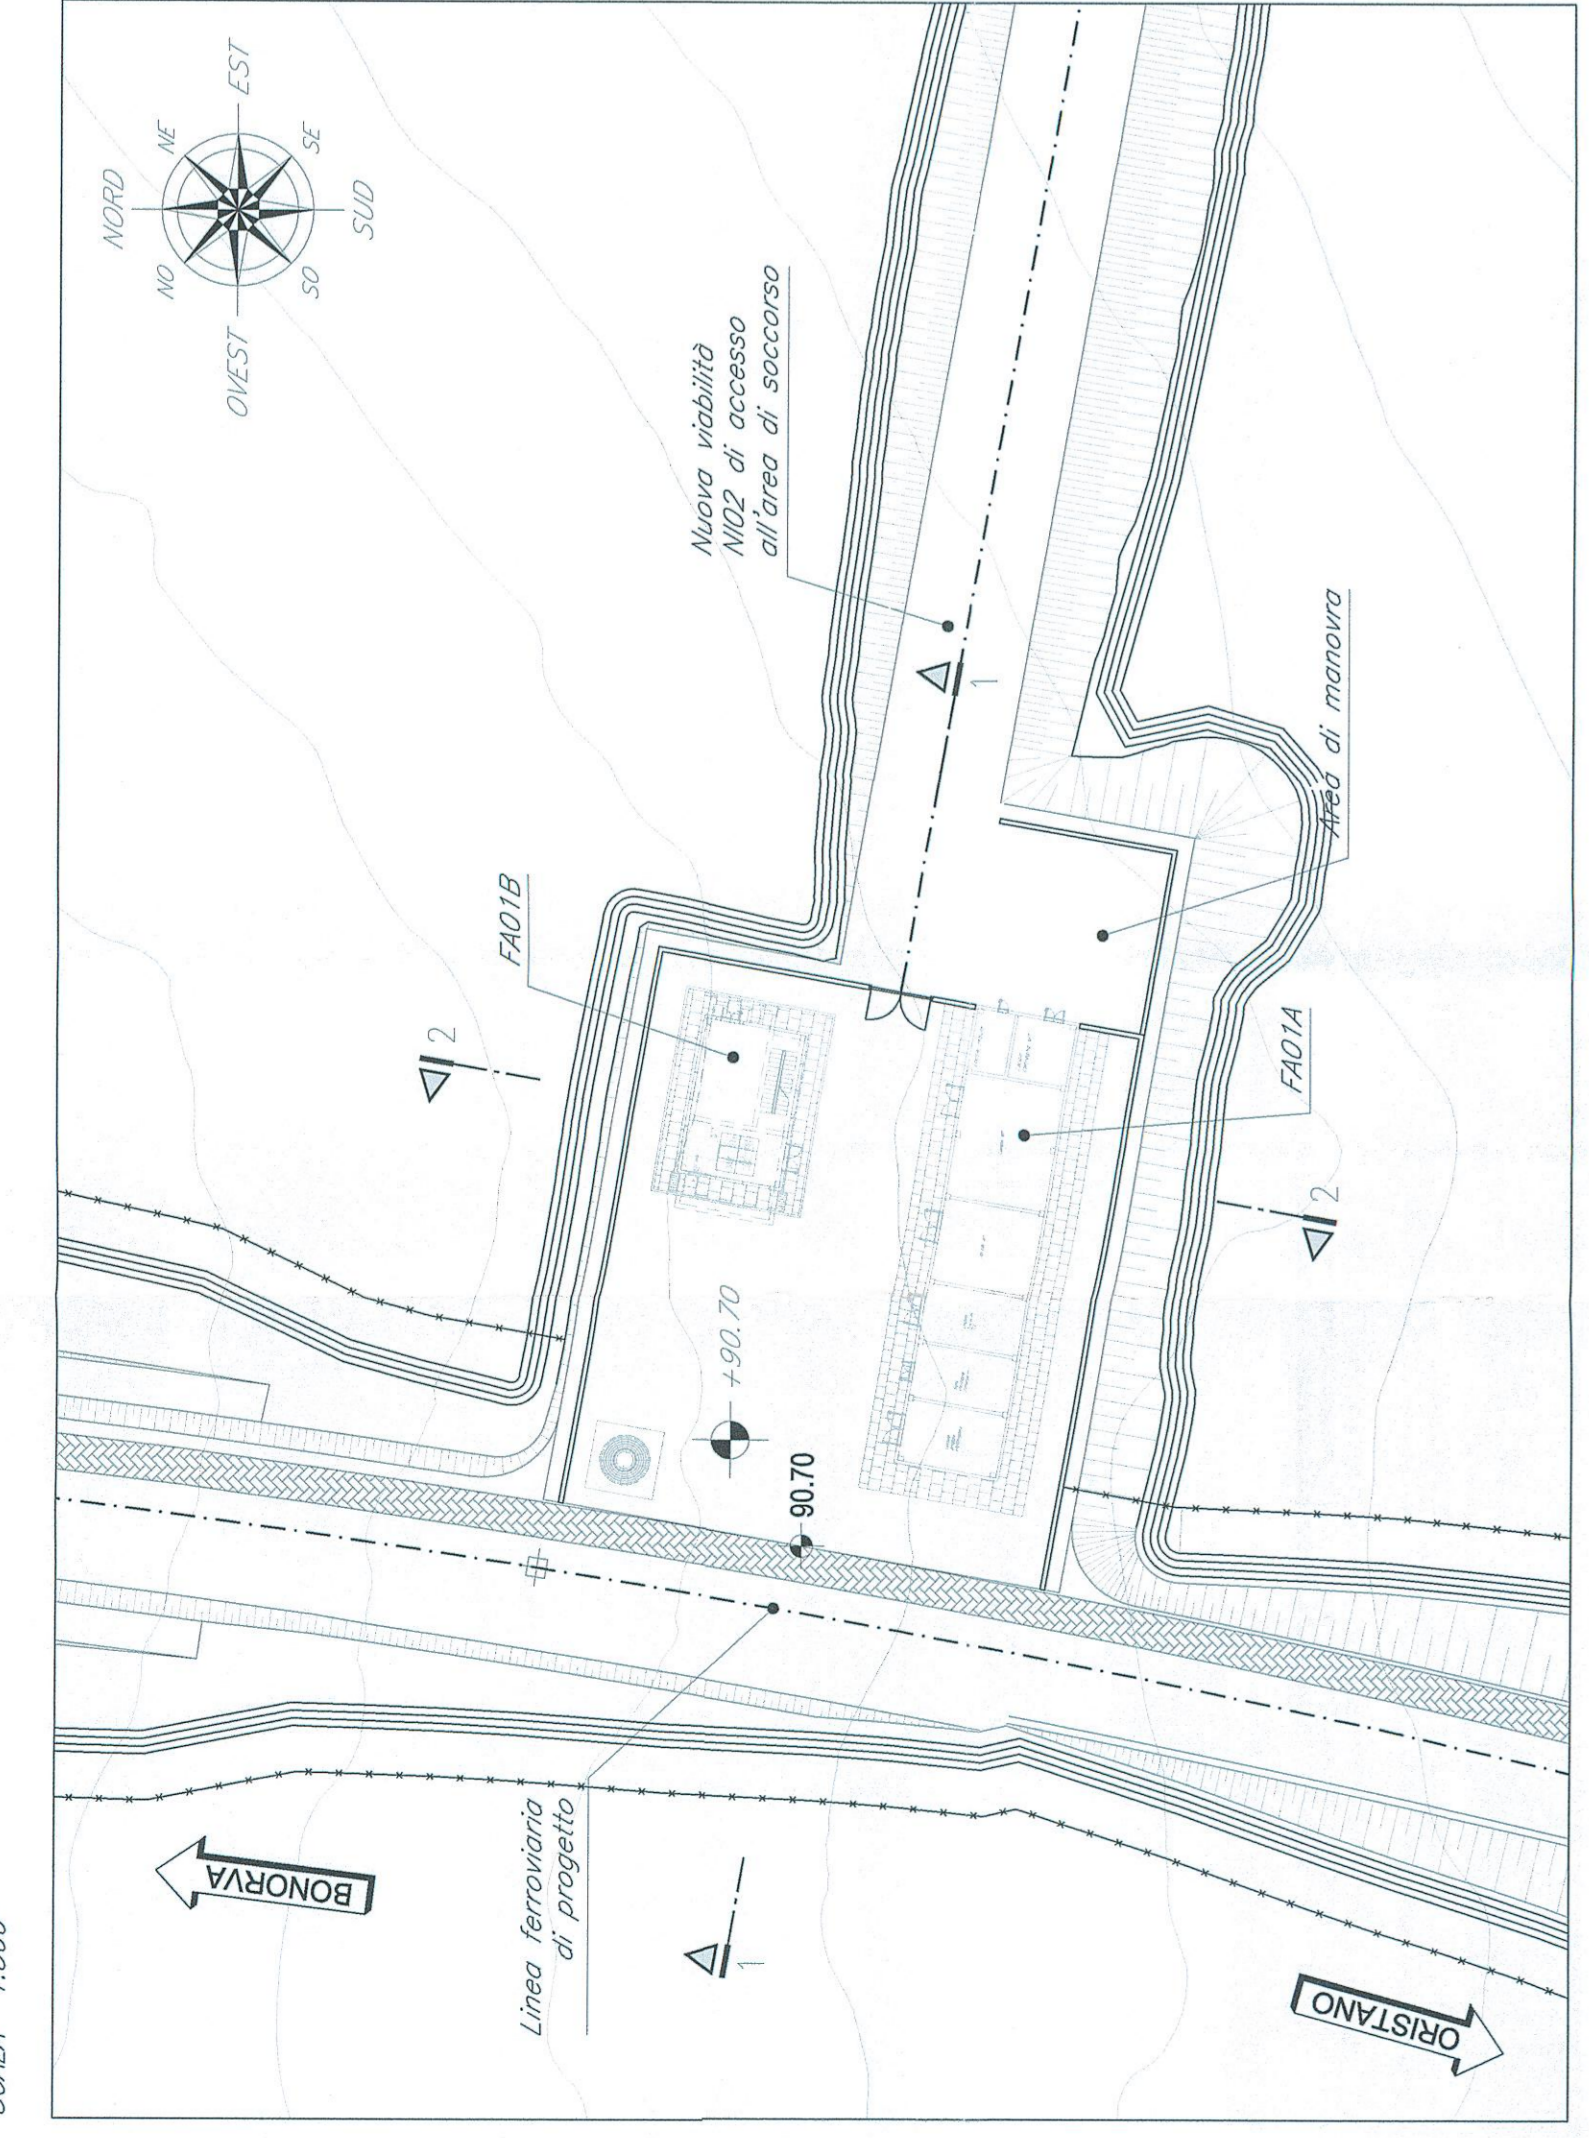 NORD
NE
EST
SE
SUD
SO
OVEST
NO
Nuova viabilità
NI02 di accesso
all'area di soccorso
1
Area di manovra
FA01B
2
FA01A
2
+90.70
90.70
Linea ferroviaria
di progetto
BONORVA
1
ORISTANO